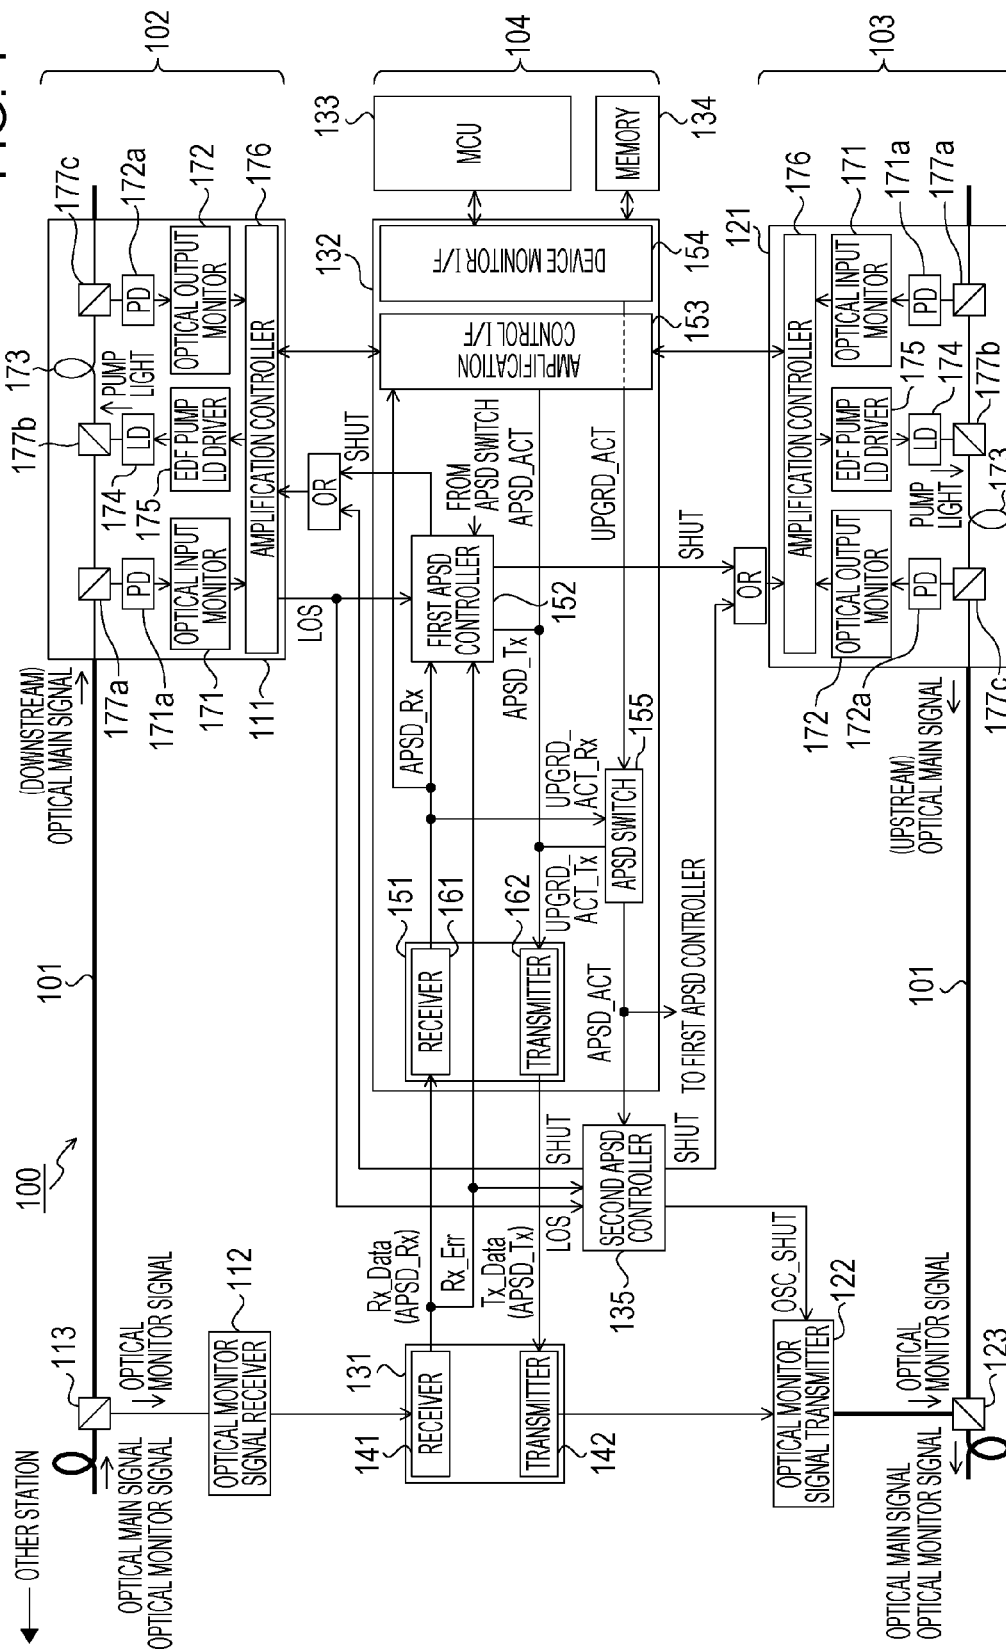 FIG. 1
100
← OTHER STATION
OPTICAL MAIN SIGNAL
OPTICAL MONITOR SIGNAL
113
OPTICAL
MONITOR SIGNAL
101
(DOWNSTREAM)
OPTICAL MAIN SIGNAL
102
177a
177b
173
177c
PUMP
LIGHT
PD
LD
PD
171a
174
172a
OPTICAL INPUT
MONITOR
EDF PUMP
LD DRIVER
OPTICAL OUTPUT
MONITOR
171
175
172
AMPLIFICATION CONTROLLER
176
111
112
OPTICAL MONITOR
SIGNAL RECEIVER
LOS
OR
SHUT
104
131
141
RECEIVER
TRANSMITTER
142
Rx_Data
(APSD_Rx)
Rx_Err
Tx_Data
(APSD_Tx)
LOS
SHUT
SECOND APSD
CONTROLLER
135
SHUT
OSC_SHUT
151
161
RECEIVER
162
TRANSMITTER
APSD_Rx
FIRST APSD
CONTROLLER
152
APSD_Tx
FROM
APSD SWITCH
APSD_ACT
UPGRD_ACT
UPGRD_
ACT_Rx
UPGRD_
ACT_Tx
APSD SWITCH
155
APSD_ACT
TO FIRST APSD CONTROLLER
SHUT
132
AMPLIFICATION
CONTROL I/F
153
DEVICE MONITOR I/F
154
133
MCU
MEMORY
134
OR
103
121
AMPLIFICATION CONTROLLER
176
OPTICAL OUTPUT
MONITOR
EDF PUMP
LD DRIVER
OPTICAL INPUT
MONITOR
172
175
171
PD
LD
PD
172a
174
171a
PUMP
LIGHT
177c
173
177b
177a
(UPSTREAM)
OPTICAL MAIN SIGNAL
101
OPTICAL MONITOR
SIGNAL TRANSMITTER
122
OPTICAL
MONITOR SIGNAL
123
OPTICAL MAIN SIGNAL
OPTICAL MONITOR SIGNAL